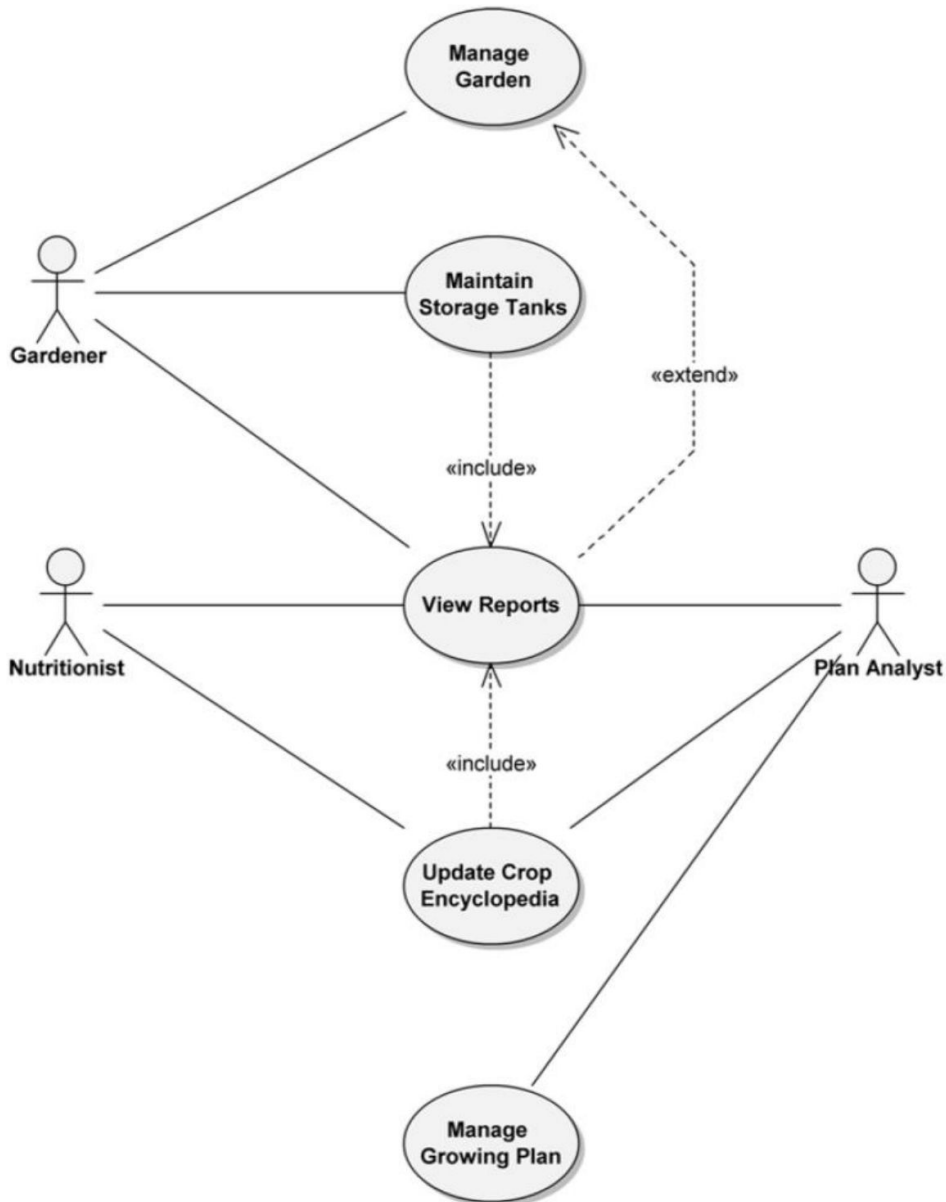 Manage
Garden
Maintain
Storage Tanks
Gardener
«extend»
«include»
View Reports
Nutritionist
Plan Analyst
«include»
Update Crop
Encyclopedia
Manage
Growing Plan